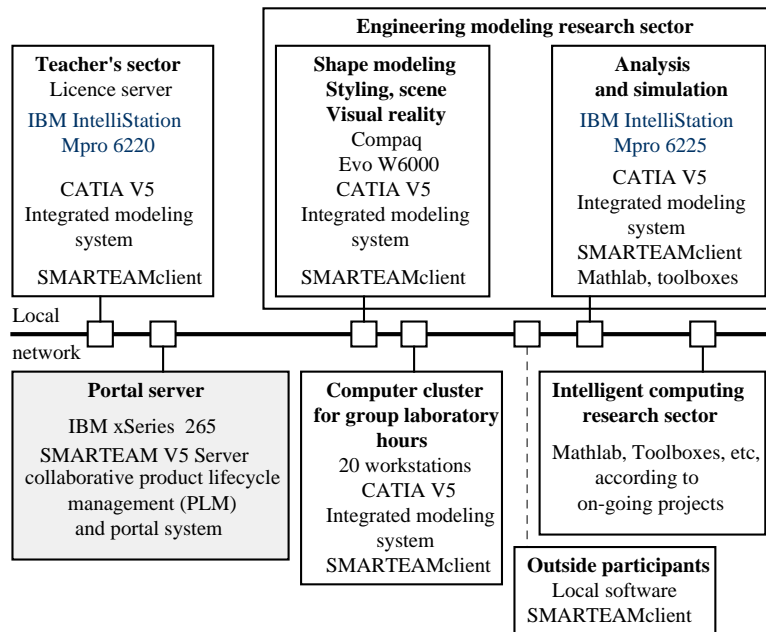 Engineering modeling research sector
Teacher's sector
Licence server
IBM IntelliStation
Mpro 6220
CATIA V5
Integrated modeling
system
SMARTEAMclient
Shape modeling
Styling, scene
Visual reality
Compaq
Evo W6000
CATIA V5
Integrated modeling
system
SMARTEAMclient
Analysis
and simulation
IBM IntelliStation
Mpro 6225
CATIA V5
Integrated modeling
system
SMARTEAMclient
Mathlab, toolboxes
Local
network
Portal server
IBM xSeries 265
SMARTEAM V5 Server
collaborative product lifecycle
management (PLM)
and portal system
Computer cluster
for group laboratory
hours
20 workstations
CATIA V5
Integrated modeling
system
SMARTEAMclient
Intelligent computing
research sector
Mathlab, Toolboxes, etc,
according to
on-going projects
Outside participants
Local software
SMARTEAMclient